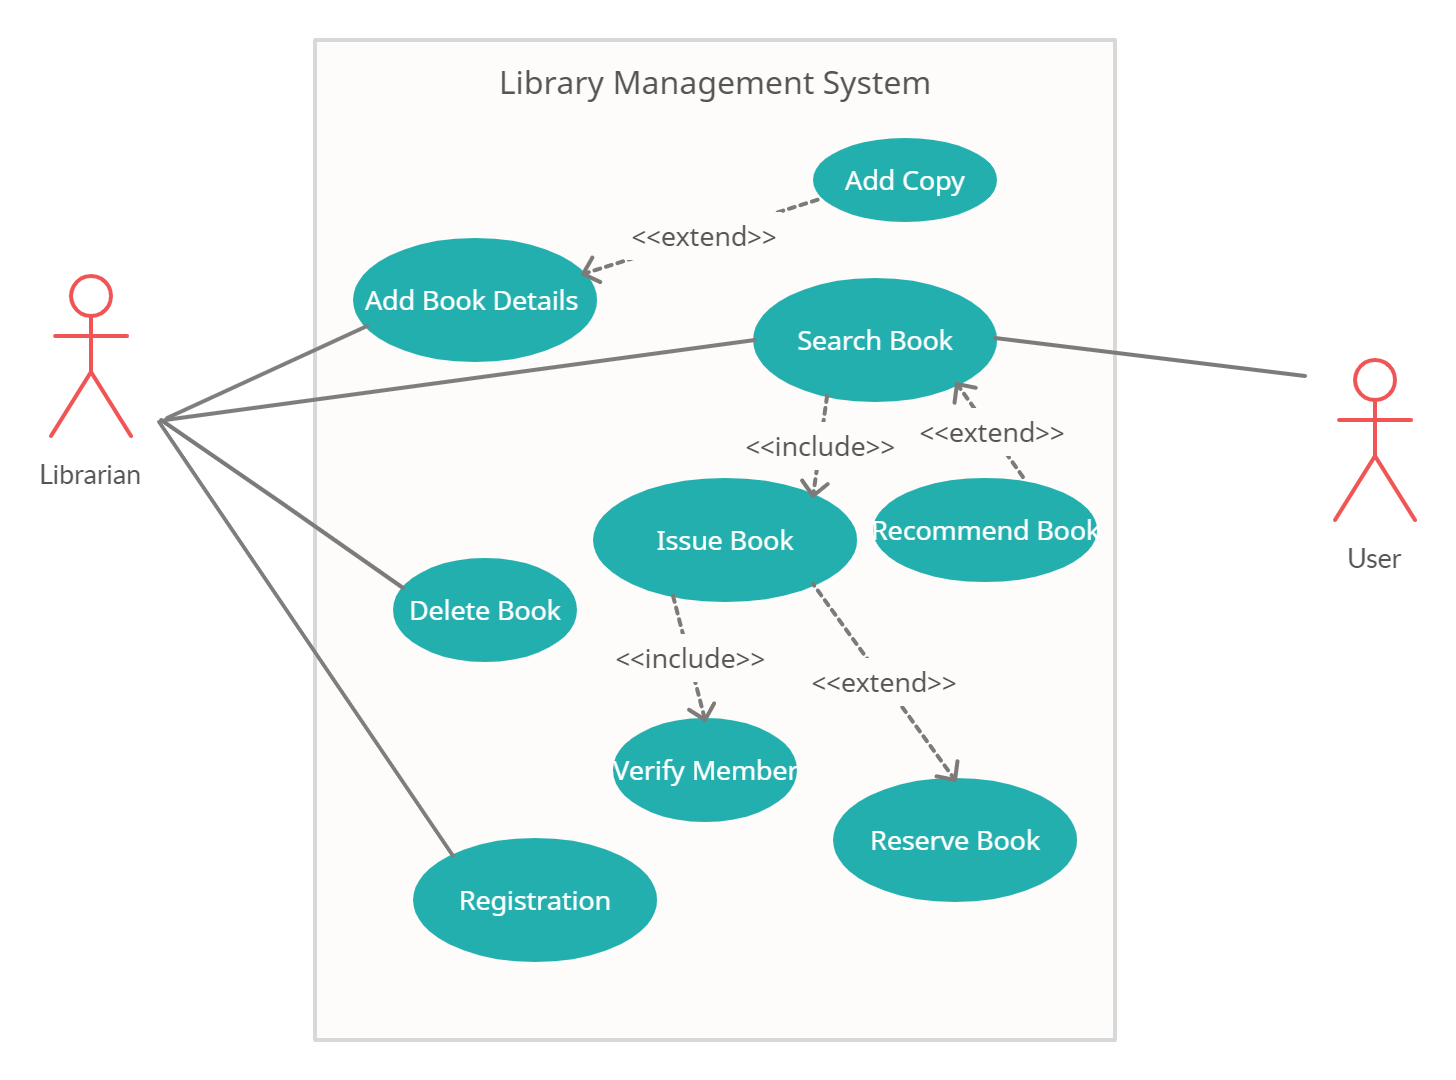 Library Management System
Add Copy
<<extend>>
Add Book Details
Search Book
<<include>>
<<extend>>
Librarian
Issue Book
Recommend Book
User
Delete Book
<<include>>
<<extend>>
Verify Member
Reserve Book
Registration